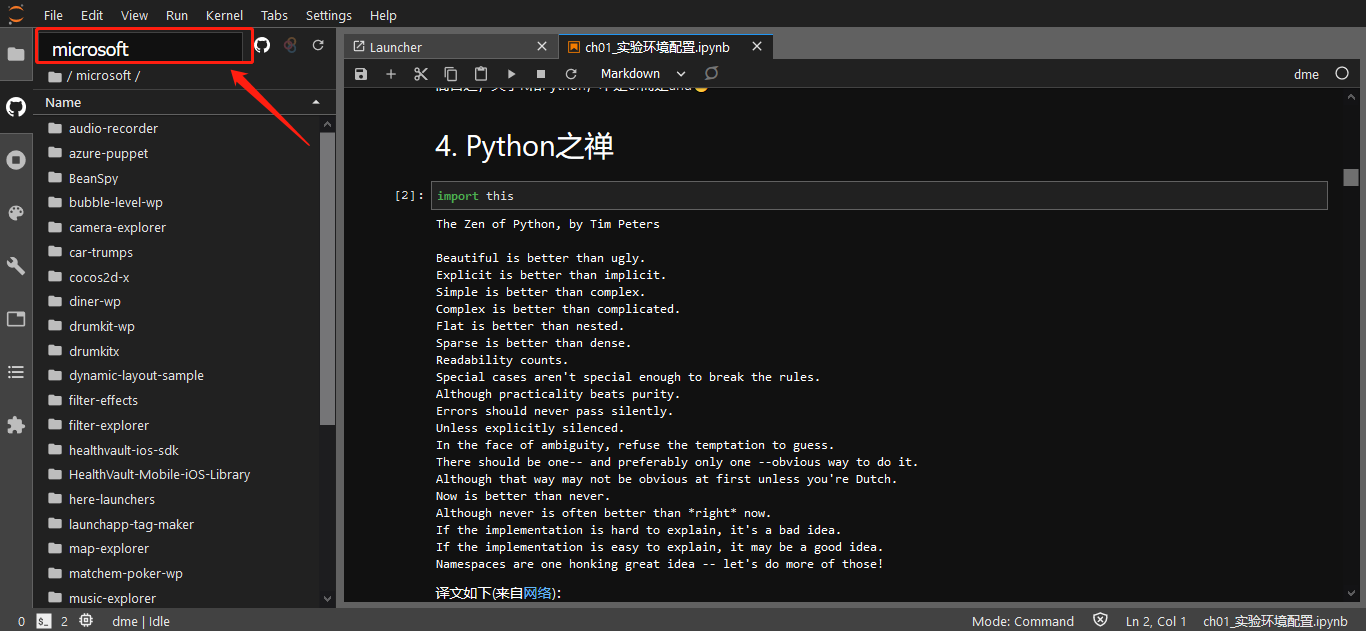 File Edit View Run Kernel Tabs Settings Help
microsoft
/ microsoft /
Name
audio-recorder
azure-puppet
BeanSpy
bubble-level-wp
camera-explorer
car-trumps
cocos2d-x
diner-wp
drumkit-wp
drumkitx
dynamic-layout-sample
filter-effects
filter-explorer
healthvault-ios-sdk
HealthVault-Mobile-iOS-Library
here-launchers
launchapp-tag-maker
map-explorer
matchem-poker-wp
music-explorer
Launcher
ch01_实验环境配置.ipynb
Markdown
dme
4. Python之禅
[2]: import this
The Zen of Python, by Tim Peters
Beautiful is better than ugly.
Explicit is better than implicit.
Simple is better than complex.
Complex is better than complicated.
Flat is better than nested.
Sparse is better than dense.
Readability counts.
Special cases aren't special enough to break the rules.
Although practicality beats purity.
Errors should never pass silently.
Unless explicitly silenced.
In the face of ambiguity, refuse the temptation to guess.
There should be one-- and preferably only one --obvious way to do it.
Although that way may not be obvious at first unless you're Dutch.
Now is better than never.
Although never is often better than *right* now.
If the implementation is hard to explain, it's a bad idea.
If the implementation is easy to explain, it may be a good idea.
Namespaces are one honking great idea -- let's do more of those!
译文如下(来自网络):
0 2 dme | Idle
Mode: Command Ln 2, Col 1 ch01_实验环境配置.ipynb